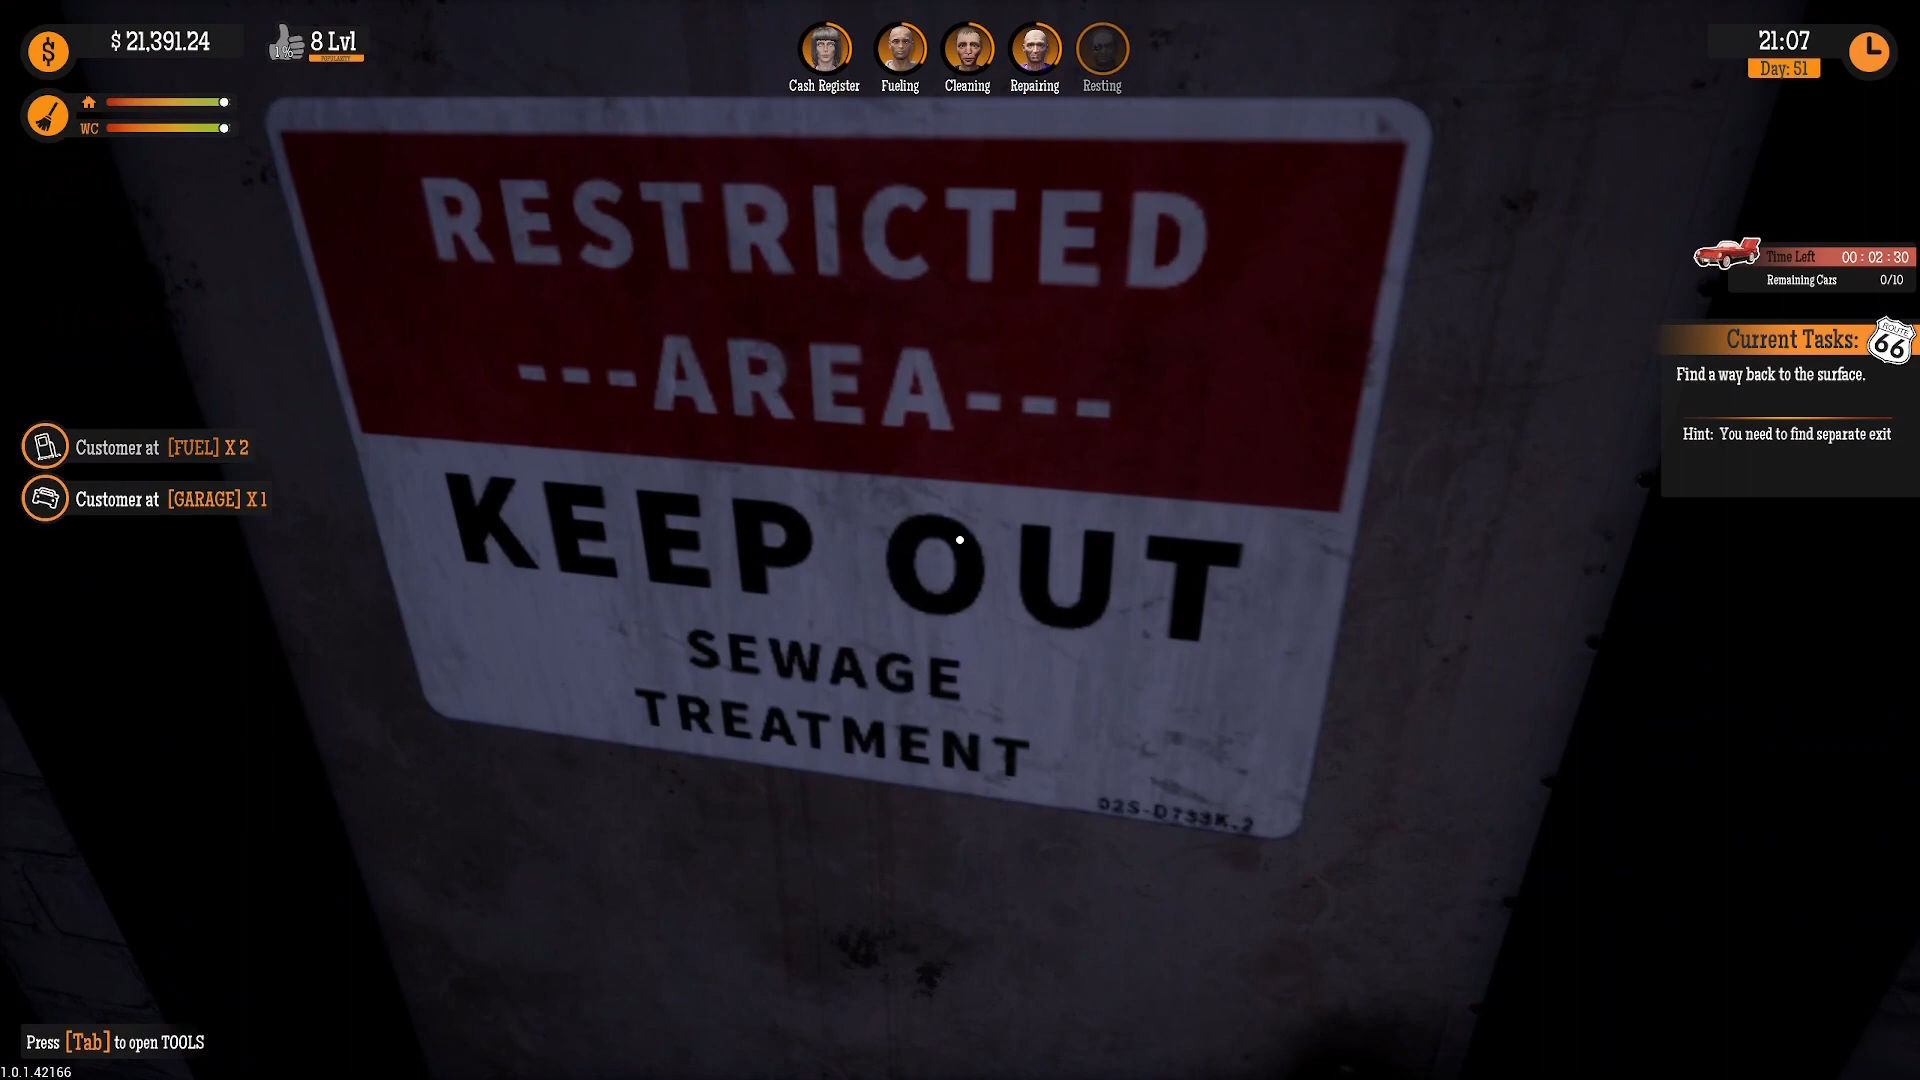 $ 21,391.24
1%
8 Lvl
POPULARITY
Cash Register
Fueling
Cleaning
Repairing
Resting
21:07
Day: 51
WC
RESTRICTED
---AREA---
KEEP OUT
SEWAGE
TREATMENT
02S-D733K.2
Time Left 00:02:30
Remaining Cars 0/10
Current Tasks:
ROUTE
66
Find a way back to the surface.
Hint: You need to find separate exit
Customer at [FUEL] X 2
Customer at [GARAGE] X 1
Press [Tab] to open TOOLS
1.0.1.42166